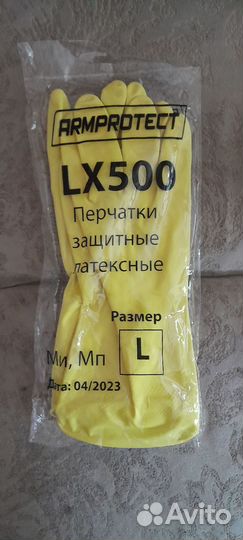 ARMPROTECT
LX500
Перчатки
защитные
латексные
Размер
L
Ми, Мп
Дата: 04/2023
Avito